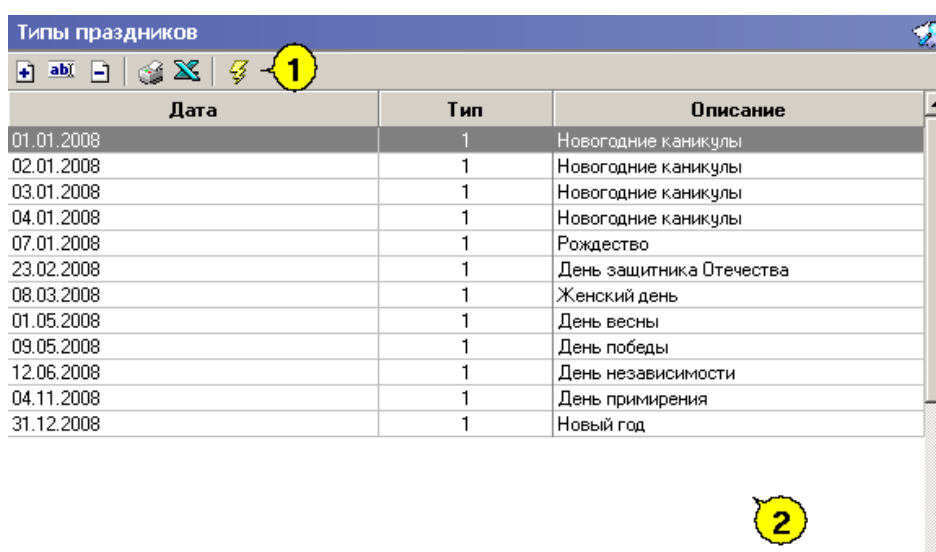 Типы праздников
abI 1
Дата Тип Описание
01.01.2008 1 Новогодние каникулы
02.01.2008 1 Новогодние каникулы
03.01.2008 1 Новогодние каникулы
04.01.2008 1 Новогодние каникулы
07.01.2008 1 Рождество
23.02.2008 1 День защитника Отечества
08.03.2008 1 Женский день
01.05.2008 1 День весны
09.05.2008 1 День победы
12.06.2008 1 День независимости
04.11.2008 1 День примирения
31.12.2008 1 Новый год
2